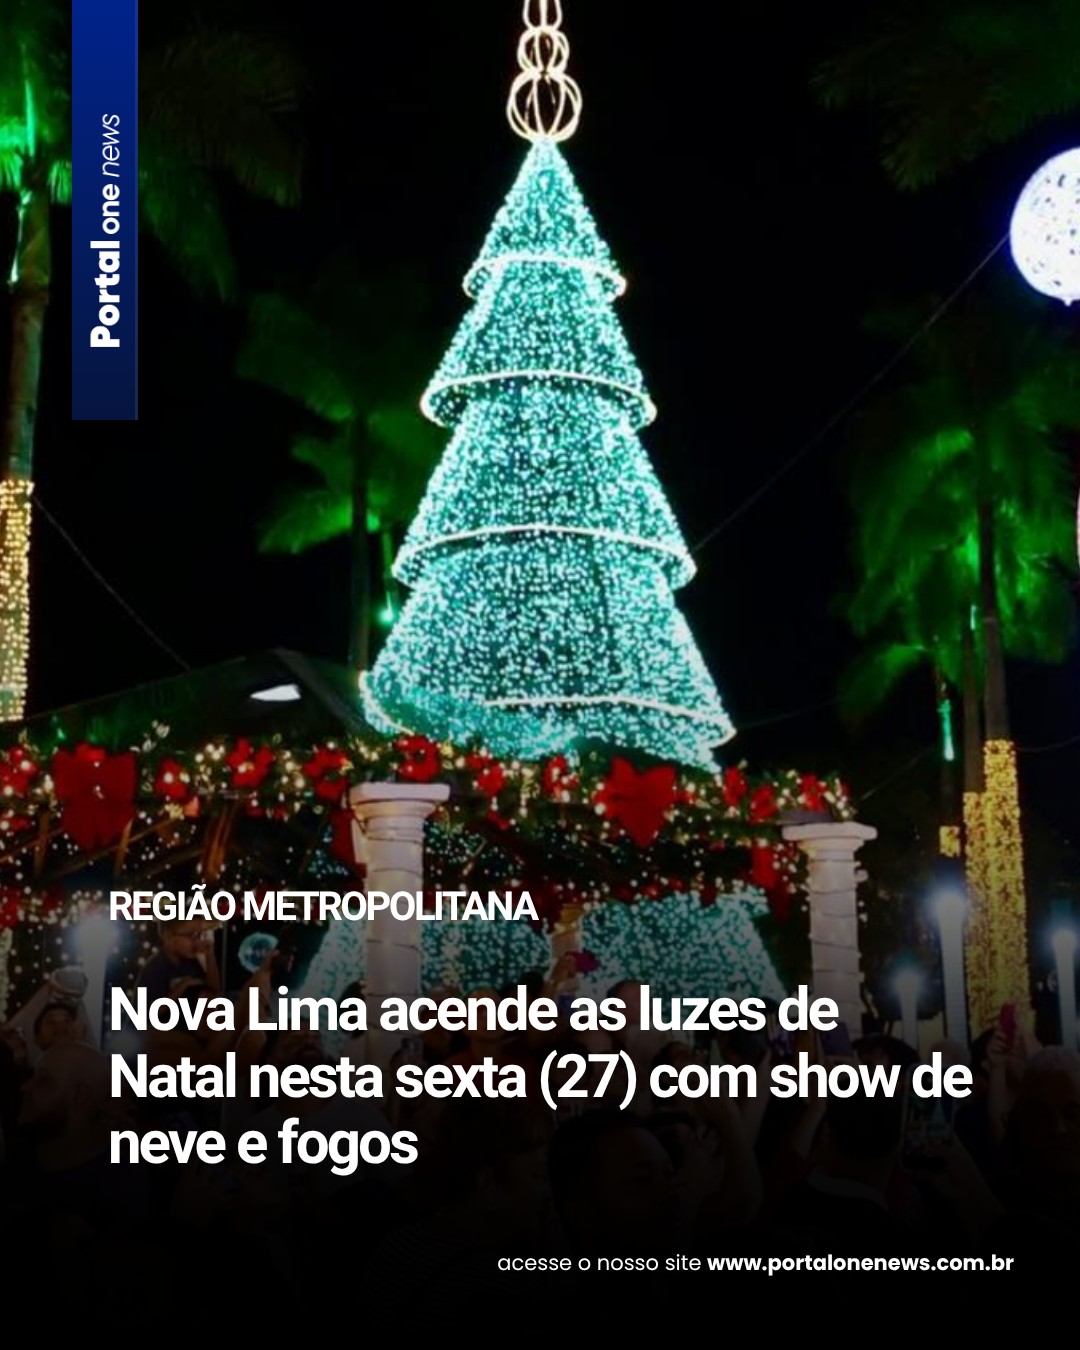 Portal one news
REGIÃO METROPOLITANA
Nova Lima acende as luzes de
Natal nesta sexta (27) com show de
neve e fogos
acesse o nosso site www.portalonenews.com.br